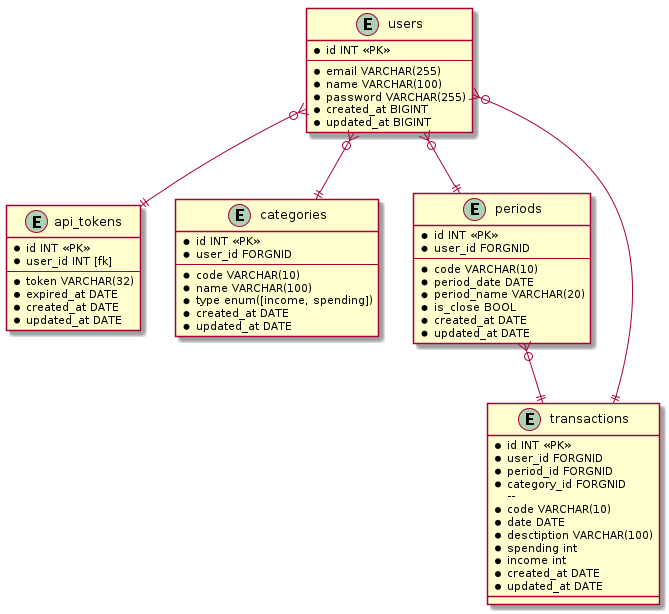 E users
id INT «PK»
email VARCHAR(255)
name VARCHAR(100)
password VARCHAR(255)
created_at BIGINT
updated_at BIGINT
E api_tokens
id INT «PK»
user_id INT [fk]
token VARCHAR(32)
expired_at DATE
created_at DATE
updated_at DATE
E categories
id INT «PK»
user_id FORGNID
code VARCHAR(10)
name VARCHAR(100)
type enum([income, spending])
created_at DATE
updated_at DATE
E periods
id INT «PK»
user_id FORGNID
code VARCHAR(10)
period_date DATE
period_name VARCHAR(20)
is_close BOOL
created_at DATE
updated_at DATE
E transactions
id INT «PK»
user_id FORGNID
period_id FORGNID
category_id FORGNID
--
code VARCHAR(10)
date DATE
desctiption VARCHAR(100)
spending int
income int
created_at DATE
updated_at DATE